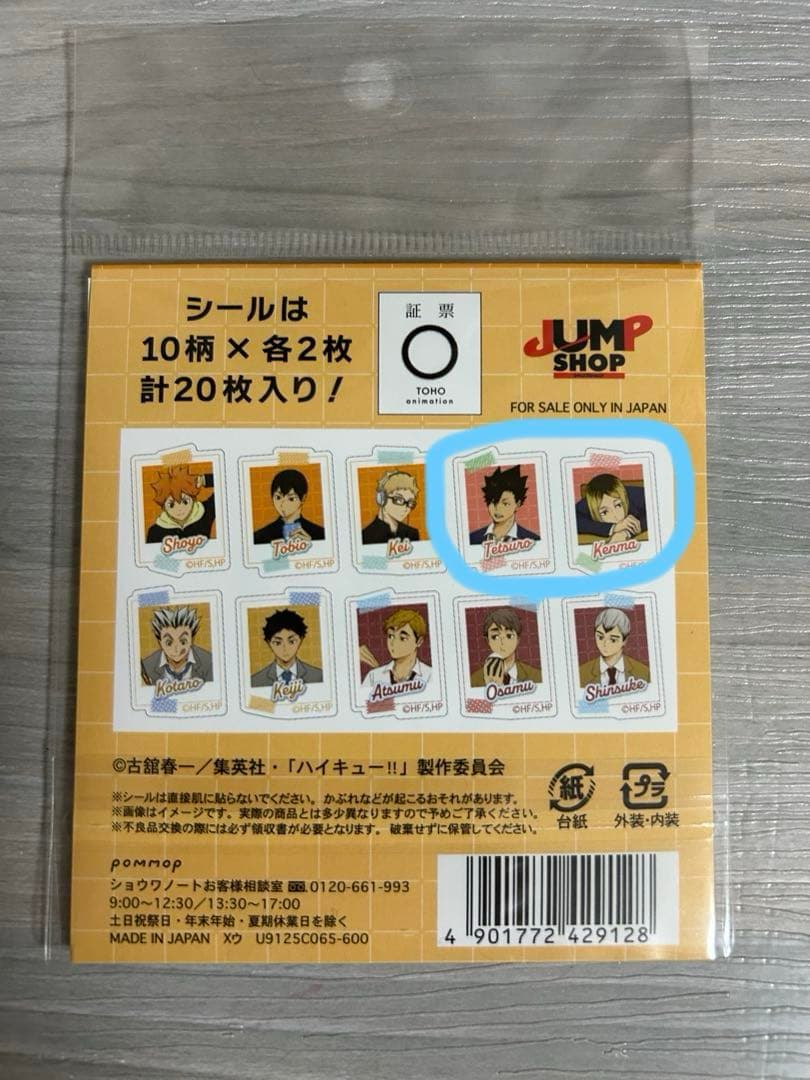 シールは
10柄×各2枚
計20枚入り！
証票
TOHO
animation
JUMP
SHOP
FOR SALE ONLY IN JAPAN
Shoyo
©HF/S,HP
Tobio
©HF/S,HP
Kei
©HF/S,HP
Tetsuro
©HF/S,HP
Kenma
©HF/S,HP
Kotaro
©HF/S,HP
Keiji
©HF/S,HP
Atsumu
©HF/S,HP
Osamu
©HF/S,HP
Shinsuke
©HF/S,HP
©古舘春一／集英社・「ハイキュー!!」製作委員会
※シールは直接肌に貼らないでください。かぶれなどが起こるおそれがあります。
※画像はイメージです。実際の商品とは多少異なりますので予めご了承ください。
※不良品交換の際には必ず領収書が必要となります。破棄せずに保管してください。
紙
台紙
プラ
外装・内装
pommop
ショウワノートお客様相談室 0120-661-993
9:00～12:30／13:30～17:00
土日祝祭日・年末年始・夏期休業日を除く
MADE IN JAPAN Xウ U9125C065-600
4 901772 429128